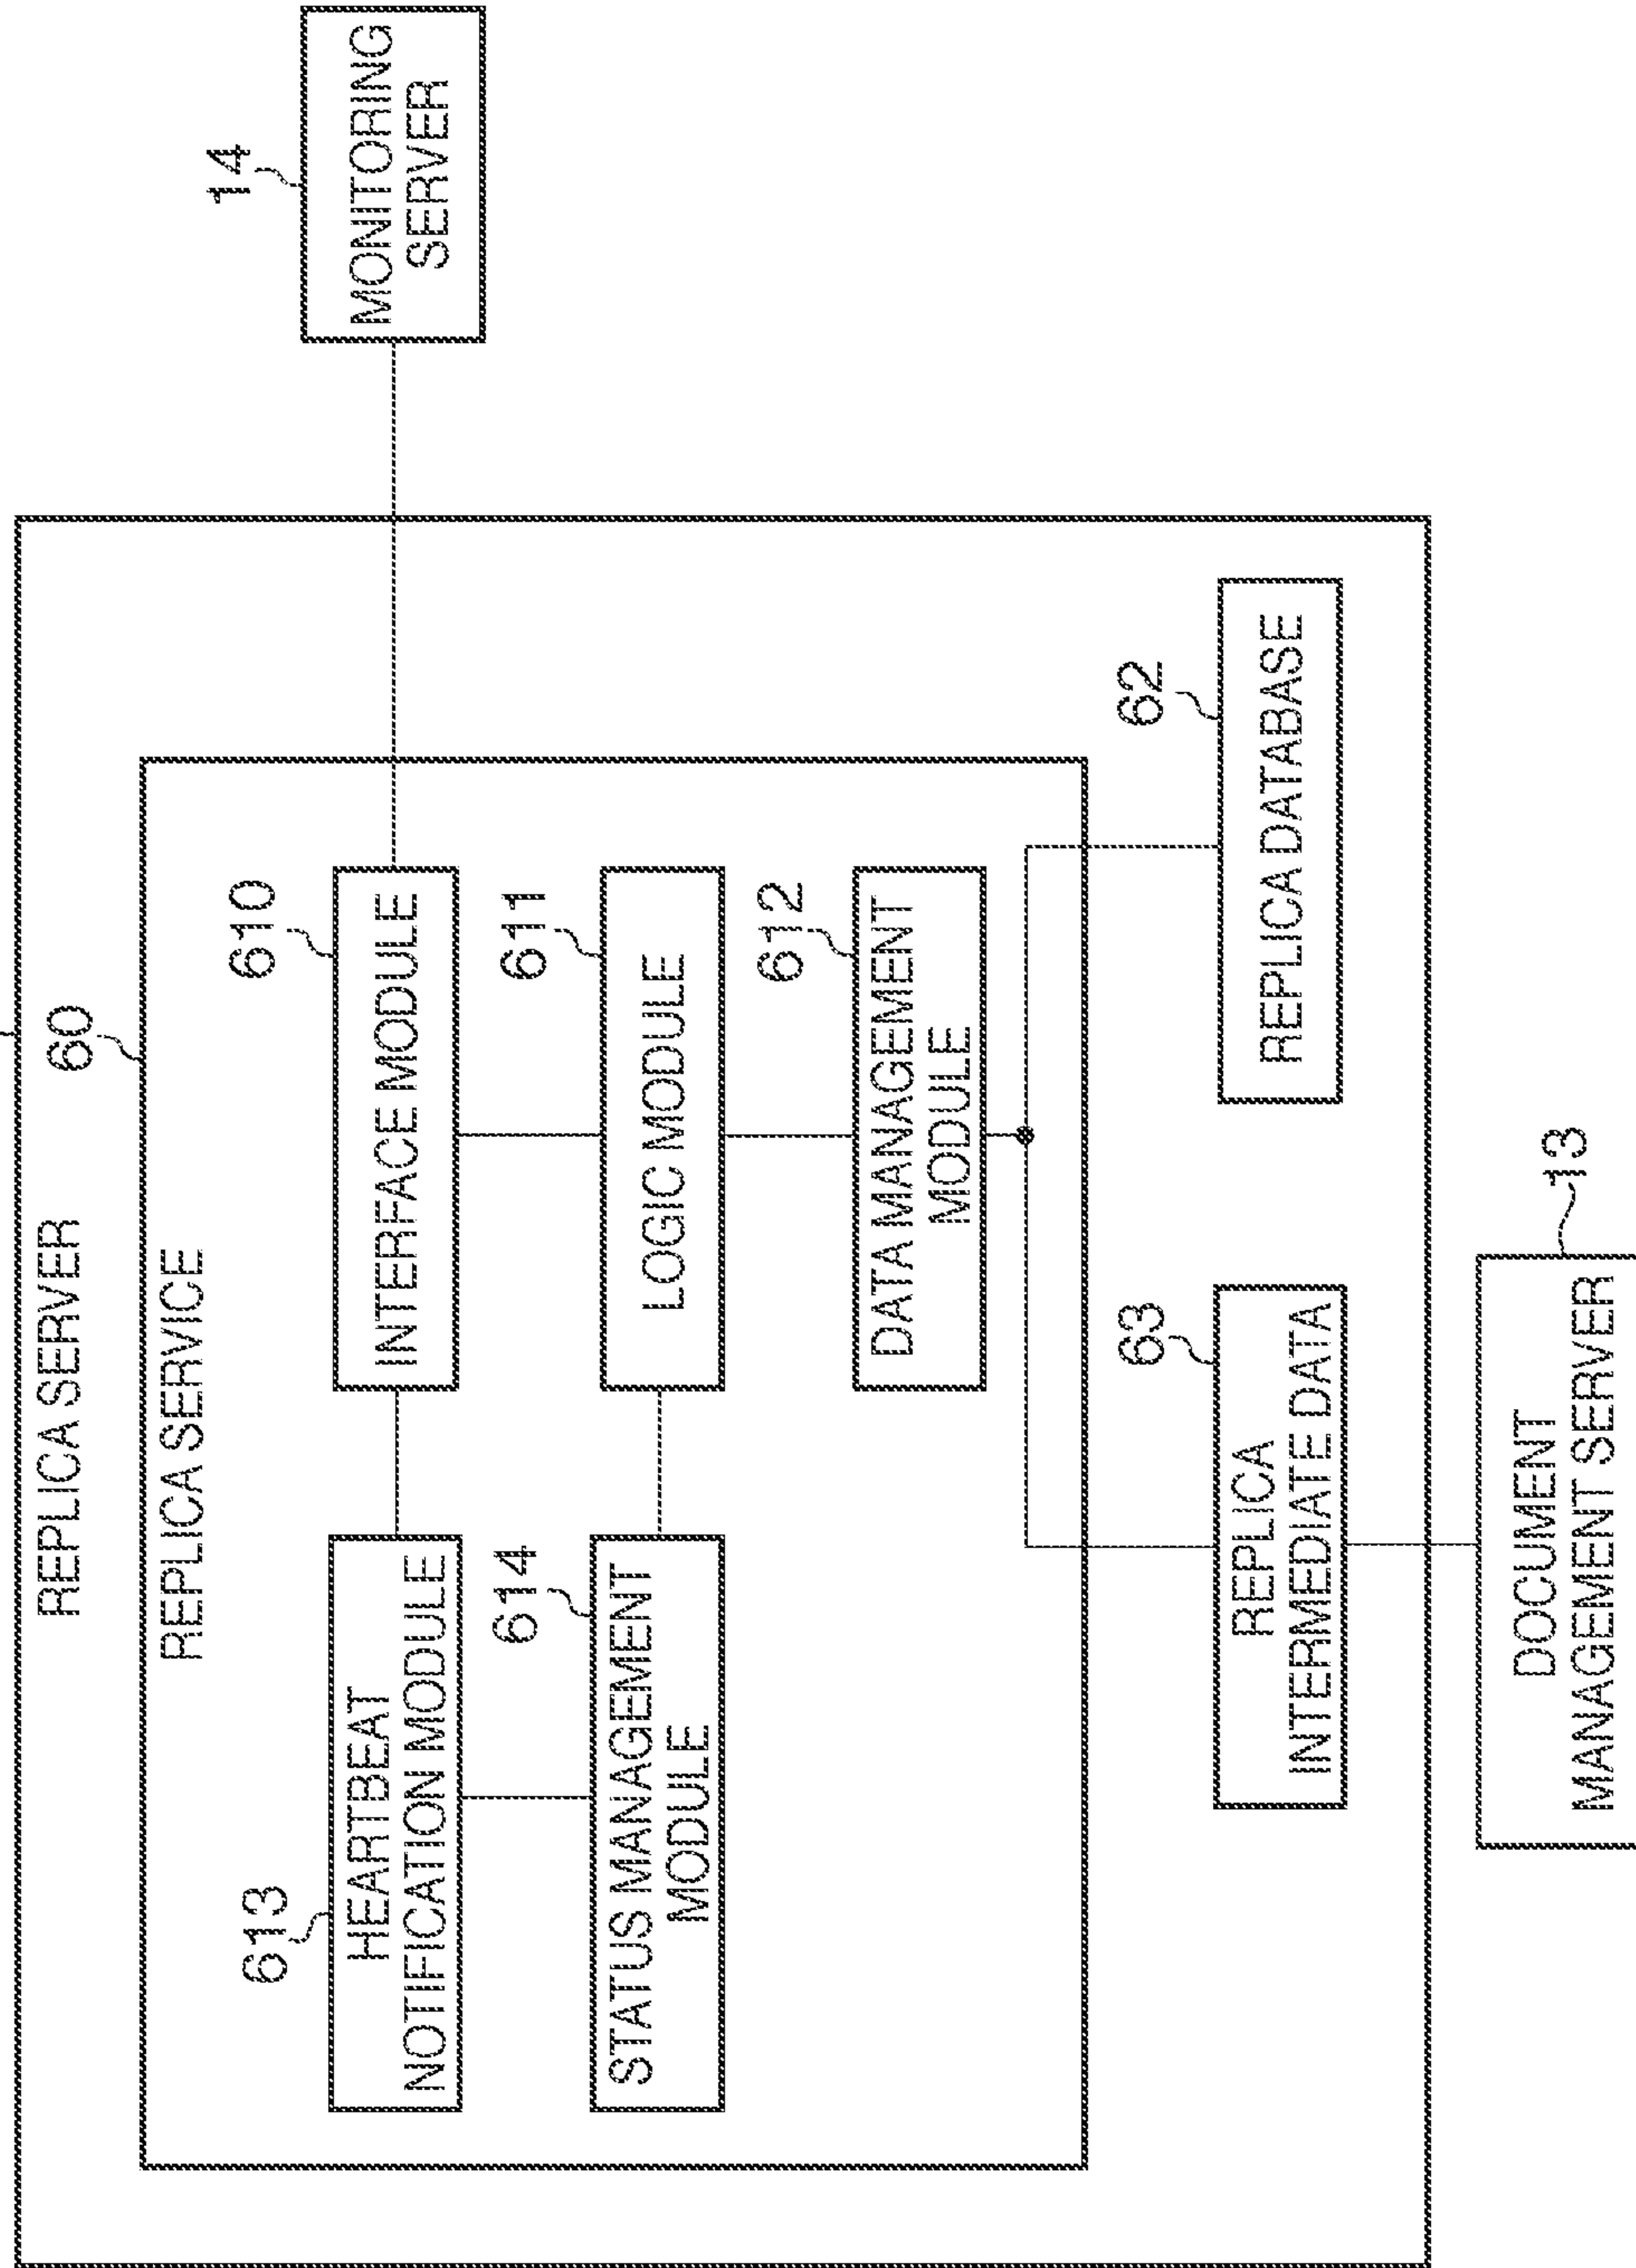 REPLICA SERVER
60
REPLICA SERVICE
613
HEARTBEAT
NOTIFICATION MODULE
610
INTERFACE MODULE
14
MONITORING
SERVER
614
STATUS MANAGEMENT
MODULE
611
LOGIC MODULE
612
DATA MANAGEMENT
MODULE
63
REPLICA
INTERMEDIATE DATA
62
REPLICA DATABASE
13
DOCUMENT
MANAGEMENT SERVER